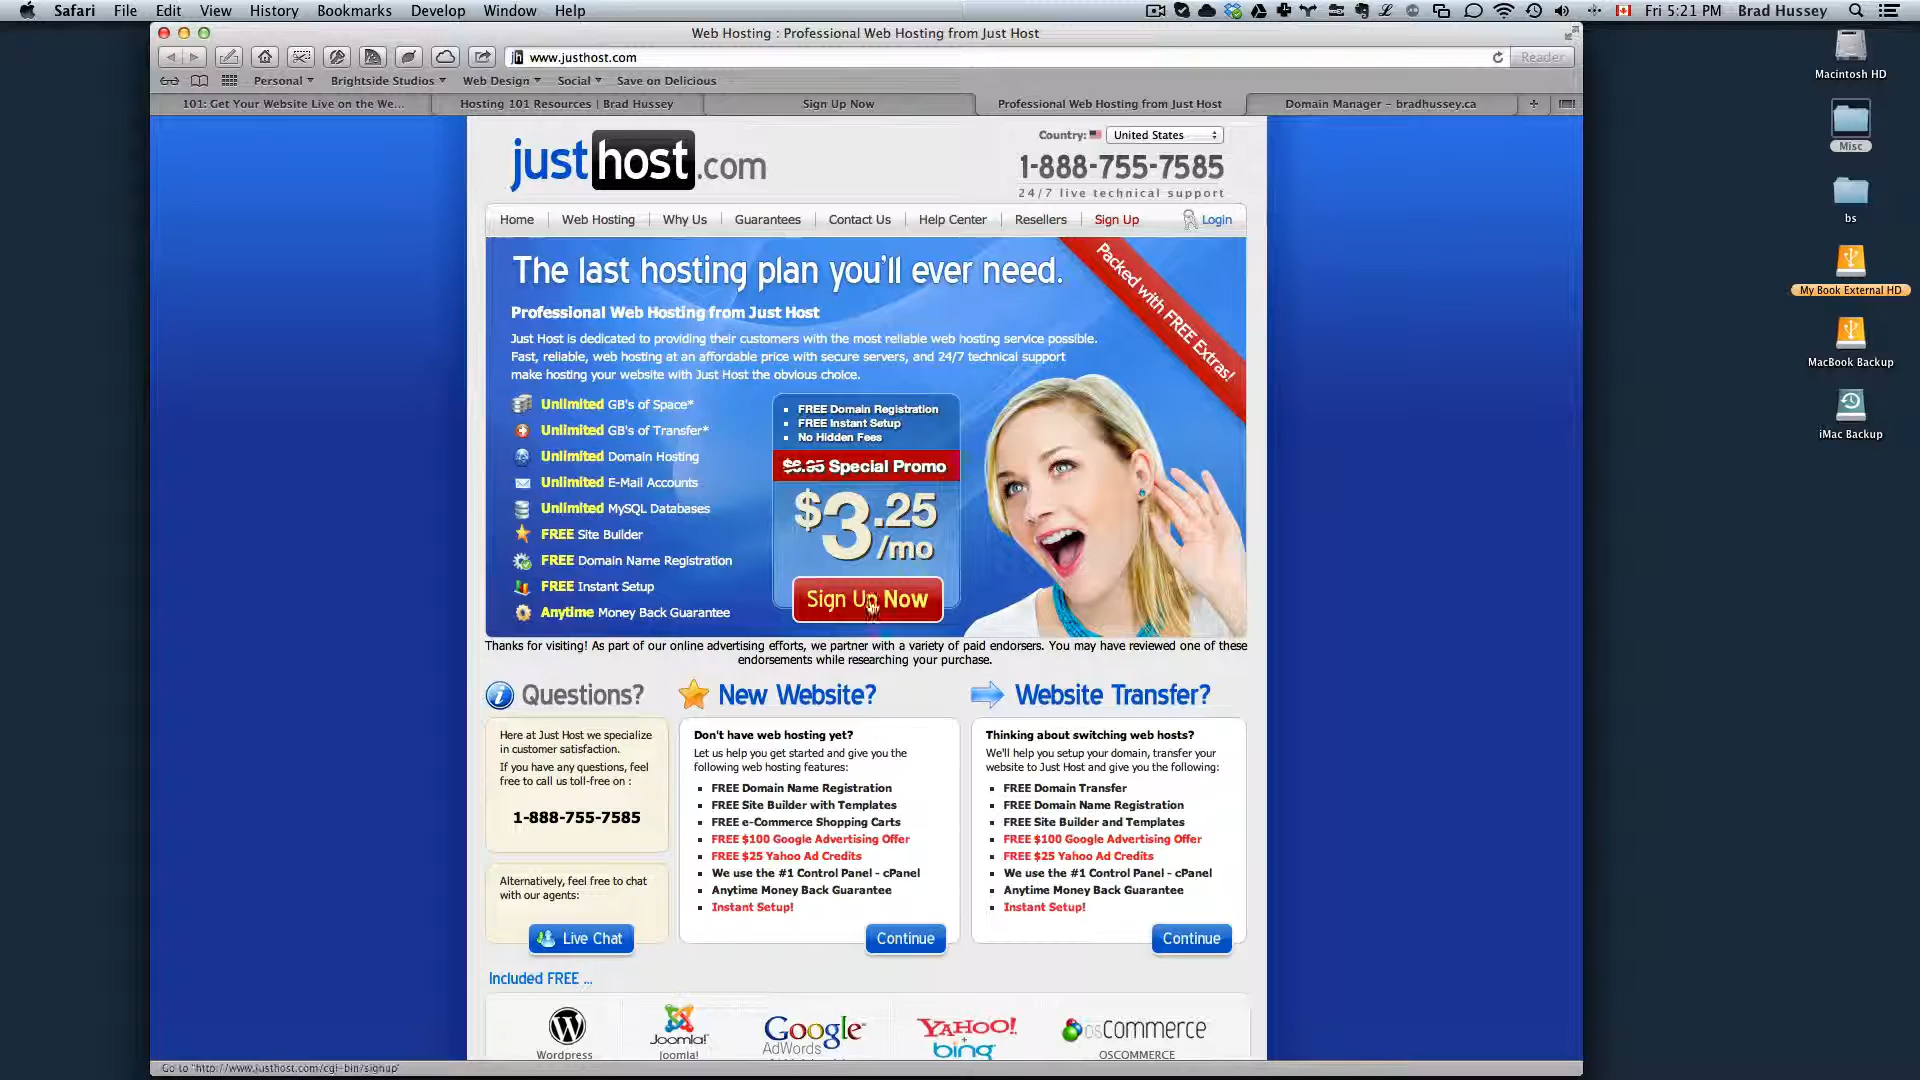 Safari File Edit View History Bookmarks Develop Window Help
Fri 5:21 PM Brad Hussey
Web Hosting : Professional Web Hosting from Just Host
www.justhost.com
Reader
Personal Brightside Studios Web Design Social Save on Delicious
101: Get Your Website Live on the We... Hosting 101 Resources | Brad Hussey Sign Up Now Professional Web Hosting from Just Host Domain Manager – bradhussey.ca
Macintosh HD
Misc
bs
My Book External HD
MacBook Backup
iMac Backup
justhost.com
Country: United States
1-888-755-7585
24/7 live technical support
Home Web Hosting Why Us Guarantees Contact Us Help Center Resellers Sign Up Login
The last hosting plan you'll ever need.
Packed with FREE Extras!
Professional Web Hosting from Just Host
Just Host is dedicated to providing their customers with the most reliable web hosting service possible.
Fast, reliable, web hosting at an affordable price with secure servers, and 24/7 technical support
make hosting your website with Just Host the obvious choice.
Unlimited GB's of Space*
Unlimited GB's of Transfer*
Unlimited Domain Hosting
Unlimited E-Mail Accounts
Unlimited MySQL Databases
FREE Site Builder
FREE Domain Name Registration
FREE Instant Setup
Anytime Money Back Guarantee
FREE Domain Registration
FREE Instant Setup
No Hidden Fees
$6.95 Special Promo
$3.25
/mo
Sign Up Now
Thanks for visiting! As part of our online advertising efforts, we partner with a variety of paid endorsers. You may have reviewed one of these
endorsements while researching your purchase.
Questions?
Here at Just Host we specialize
in customer satisfaction.
If you have any questions, feel
free to call us toll-free on :
1-888-755-7585
Alternatively, feel free to chat
with our agents:
Live Chat
New Website?
Don't have web hosting yet?
Let us help you get started and give you the
following web hosting features:
FREE Domain Name Registration
FREE Site Builder with Templates
FREE e-Commerce Shopping Carts
FREE $100 Google Advertising Offer
FREE $25 Yahoo Ad Credits
We use the #1 Control Panel - cPanel
Anytime Money Back Guarantee
Instant Setup!
Continue
Website Transfer?
Thinking about switching web hosts?
We'll help you setup your domain, transfer your
website to Just Host and give you the following:
FREE Domain Transfer
FREE Domain Name Registration
FREE Site Builder and Templates
FREE $100 Google Advertising Offer
FREE $25 Yahoo Ad Credits
We use the #1 Control Panel - cPanel
Anytime Money Back Guarantee
Instant Setup!
Continue
Included FREE ...
Wordpress
Joomla!
Joomla!
Google
AdWords
YAHOO!
+
bing
osCommerce
OSCOMMERCE
Go to "http://www.justhost.com/cgi-bin/signup"